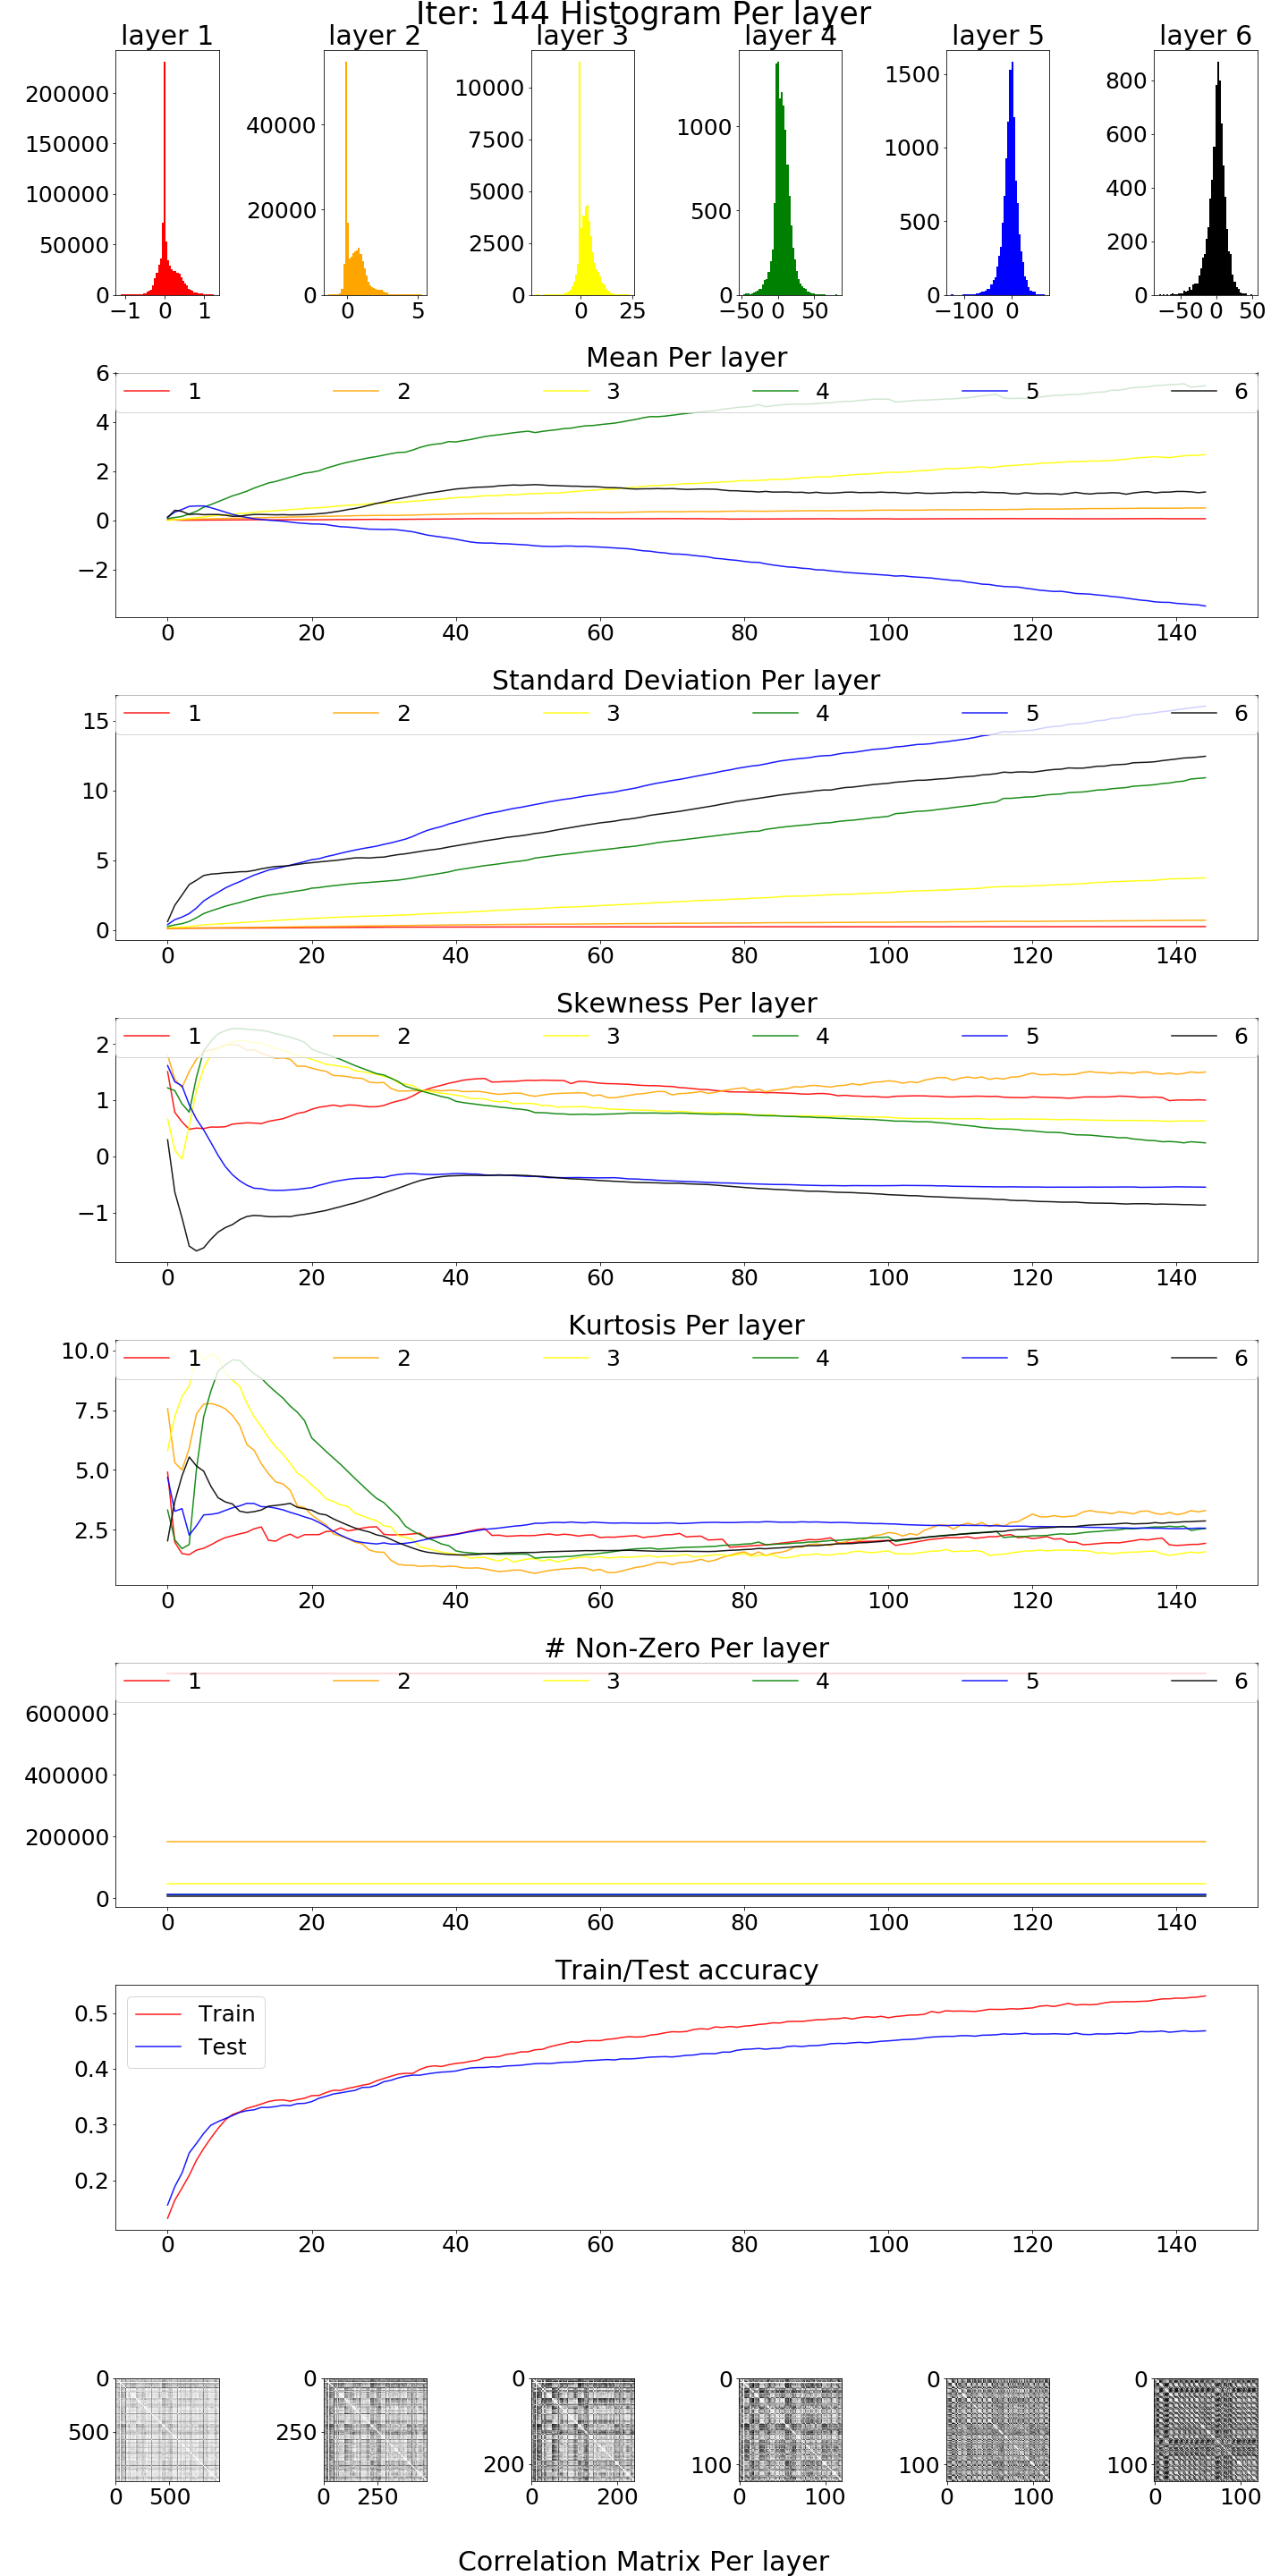 Iter: 144 Histogram Per layer
layer 1 layer 2 layer 3 layer 4 layer 5 layer 6
200000 150000 100000 50000 0
−1 0 1
40000 20000 0
0 5
10000 7500 5000 2500 0
0 25
1000 500 0
−50 0 50
1500 1000 500 0
−100 0
800 600 400 200 0
−50 0 50
Mean Per layer
1 2 3 4 5 6
6
4
2
0
−2
0 20 40 60 80 100 120 140
Standard Deviation Per layer
1 2 3 4 5 6
15
10
5
0
0 20 40 60 80 100 120 140
Skewness Per layer
1 2 3 4 5 6
2
1
0
−1
0 20 40 60 80 100 120 140
Kurtosis Per layer
1 2 3 4 5 6
10.0
7.5
5.0
2.5
0 20 40 60 80 100 120 140
# Non-Zero Per layer
1 2 3 4 5 6
600000
400000
200000
0
0 20 40 60 80 100 120 140
Train/Test accuracy
Train
Test
0.5
0.4
0.3
0.2
0 20 40 60 80 100 120 140
0 500
0 500
0 250
0 250
0 200
0 200
0 100
0 100
0 100
0 100
0 100
0 100
Correlation Matrix Per layer